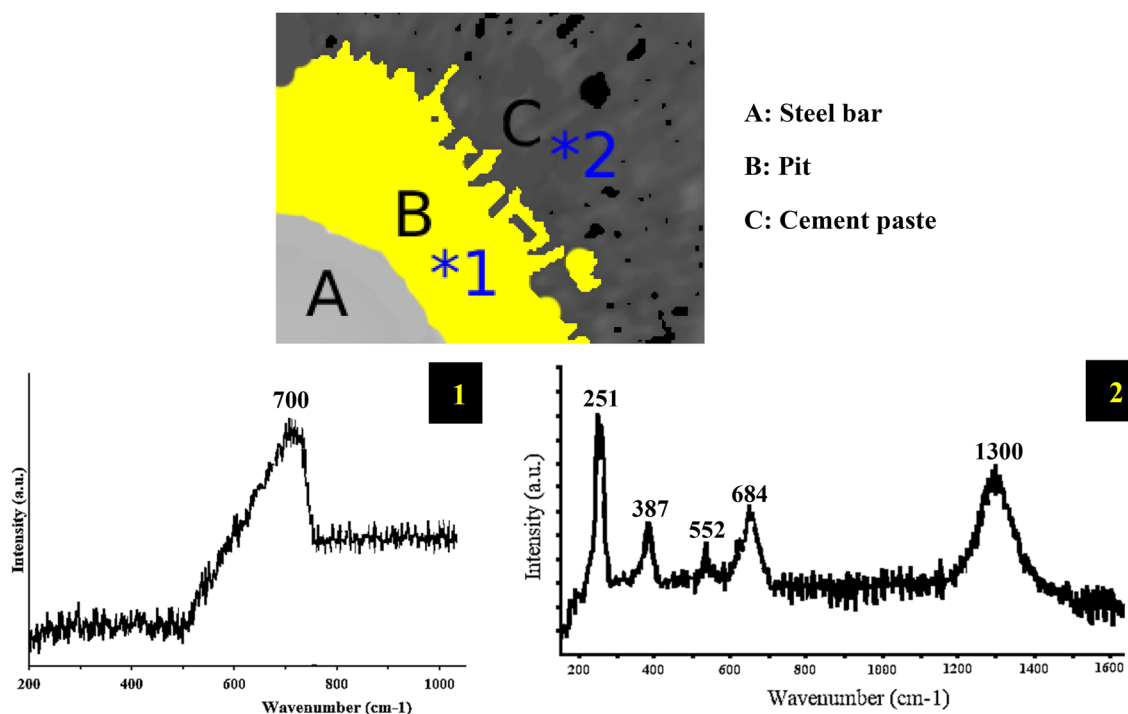 C
*2
B
*1
A
A: Steel bar
B: Pit
C: Cement paste
1
700
Intensity (a.u.)
200 400 600 800 1000
Wavenumber (cm-1)
2
251
387
552
684
1300
Intensity (a.u.)
200 400 600 800 1000 1200 1400 1600
Wavenumber (cm-1)